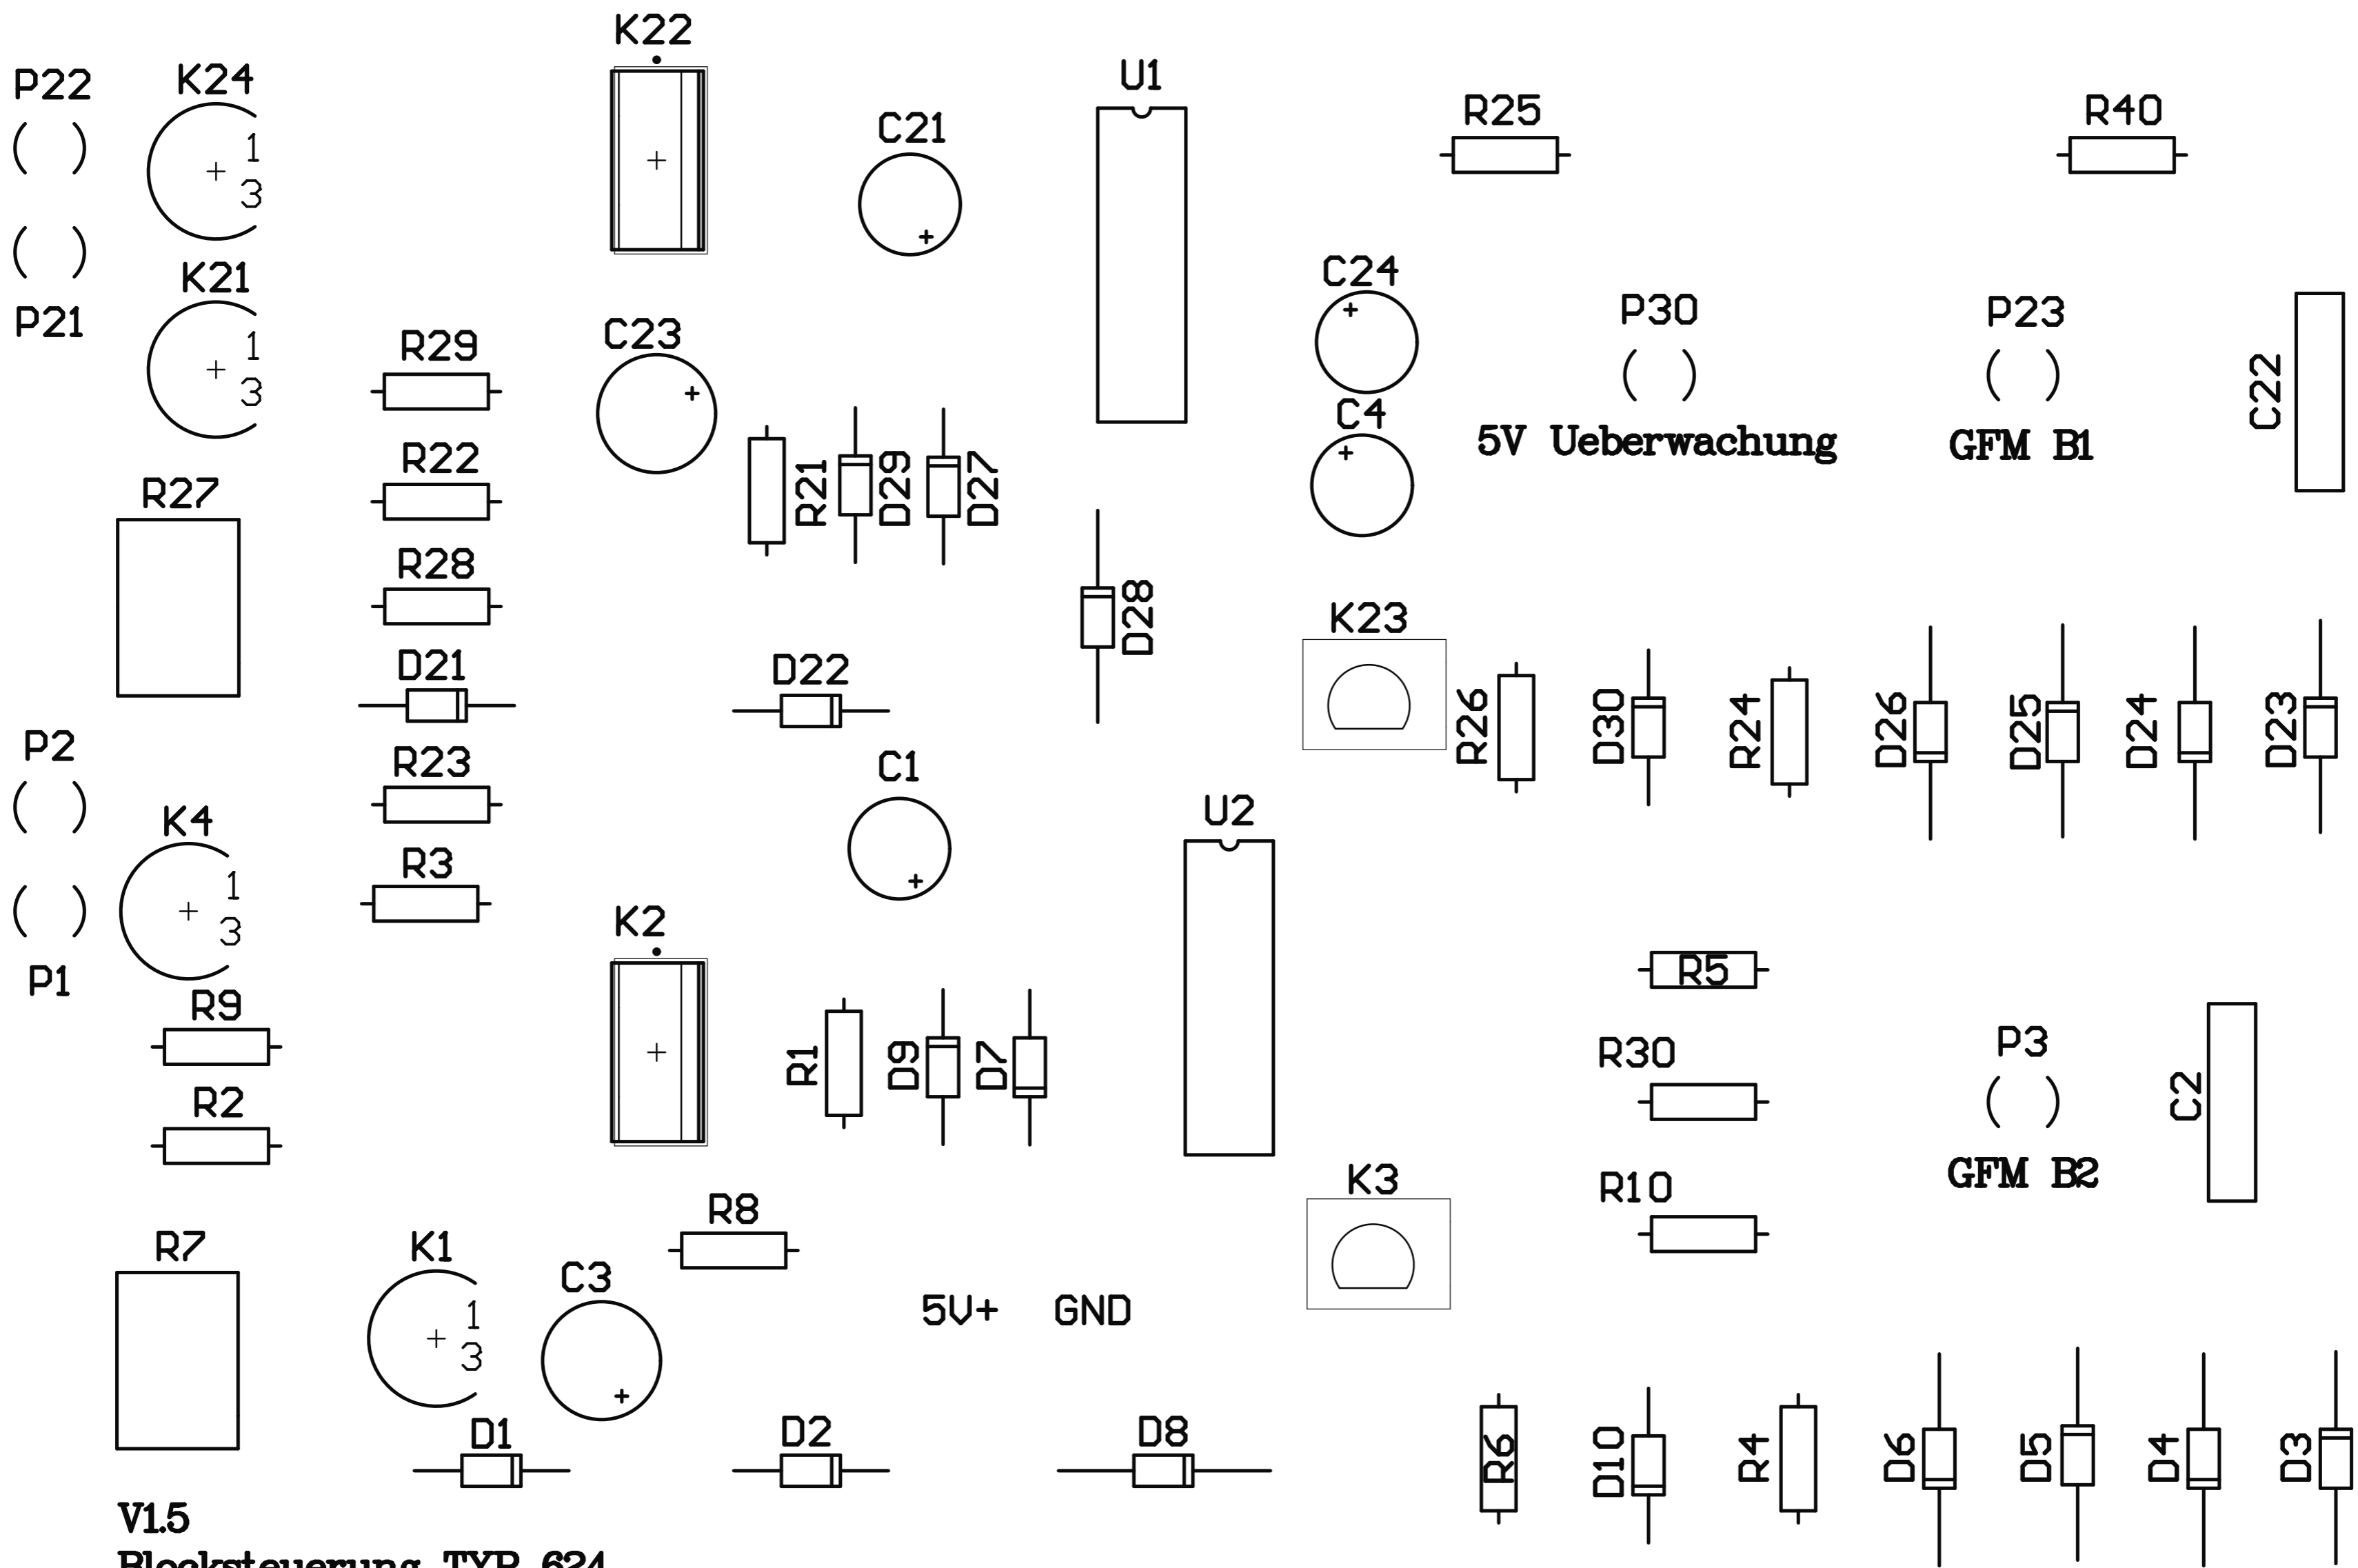 K22
P22
K24
U1
C21
R25
R40
1
3
K21
C24
P21
1
3
R29
C23
P30
P23
C22
C4
5V Ueberwachung
GFM B1
R22
R27
R21
D29
D27
R28
D28
K23
D21
D22
R26
D30
R24
D26
D25
D24
D23
P2
R23
C1
K4
U2
R3
1
3
K2
P1
R5
R9
R1
D9
D7
R30
P3
C2
R2
GFM B2
K3
R10
R8
R7
K1
C3
1
3
5V+ GND
D1
D2
D8
R6
D10
R4
D6
D5
D4
D3
V1.5
Blocksteuerung TYP 624